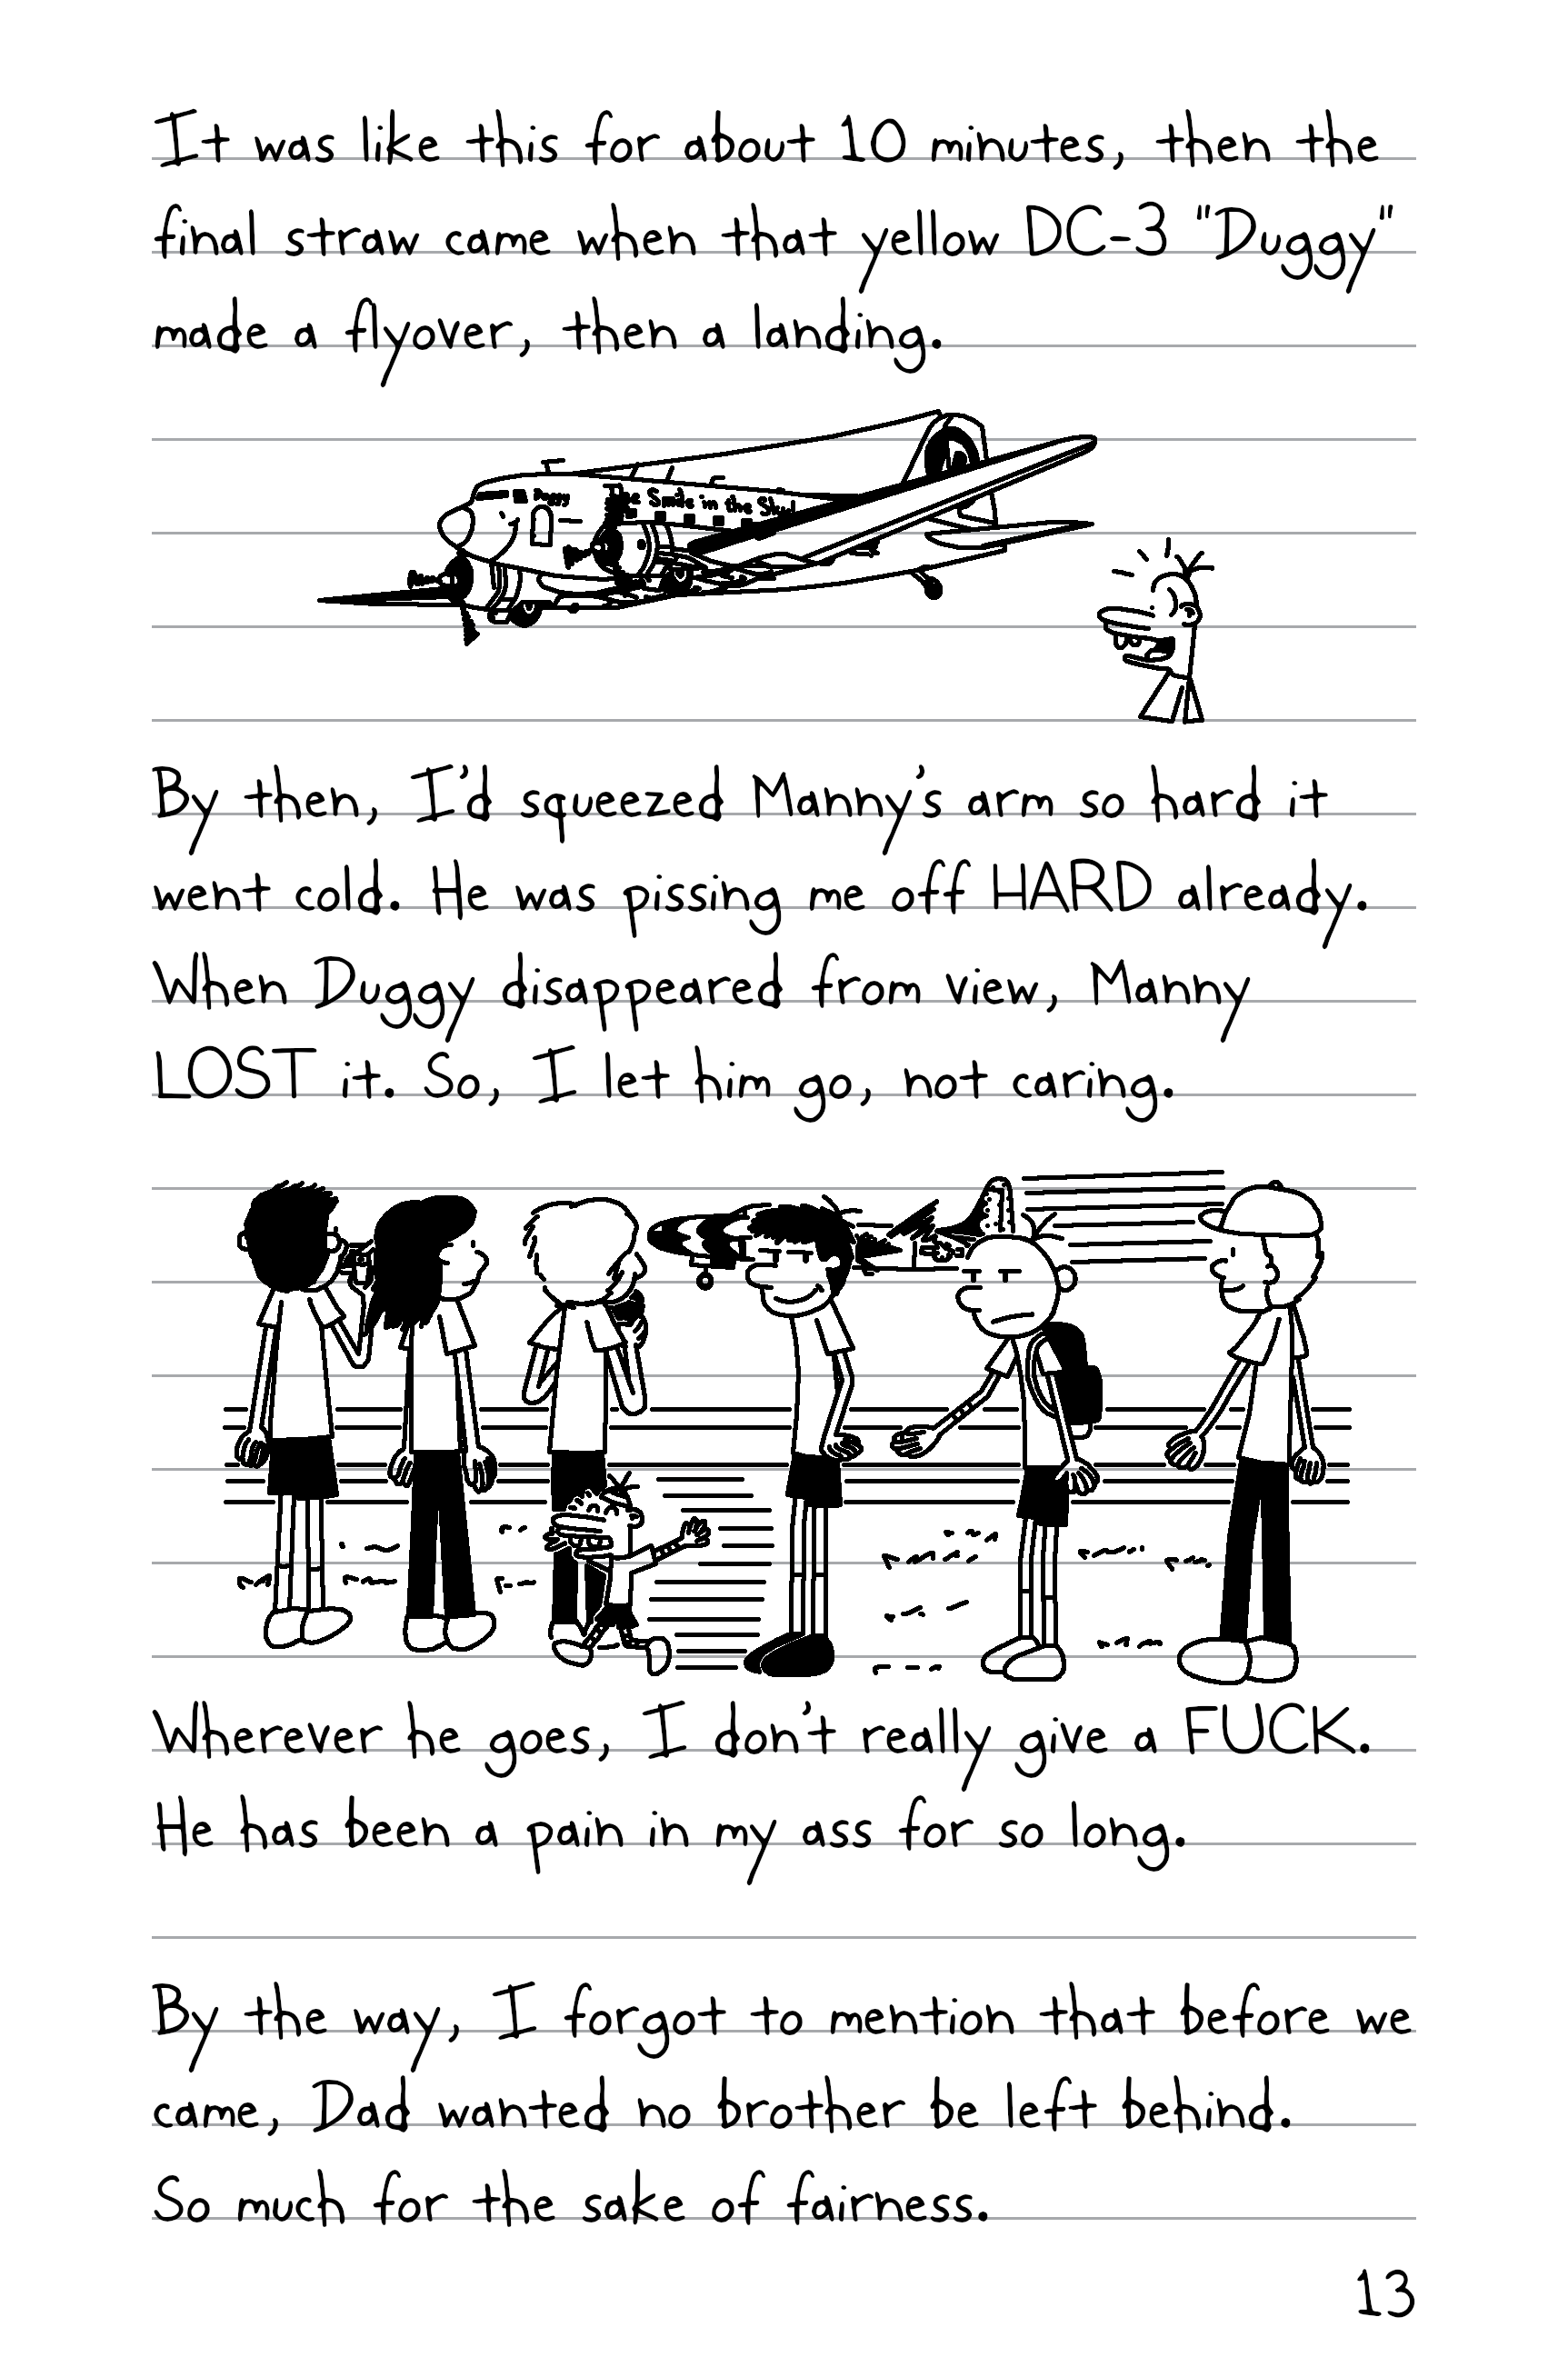 It was like this for about 10 minutes, then the
final straw came when that yellow DC-3 "Duggy"
made a flyover, then a landing.
Duggy
The Smile in the Sky!
By then, I'd squeezed Manny's arm so hard it
went cold. He was pissing me off HARD already.
When Duggy disappeared from view, Manny
LOST it. So, I let him go, not caring.
Wherever he goes, I don't really give a FUCK.
He has been a pain in my ass for so long.
By the way, I forgot to mention that before we
came, Dad wanted no brother be left behind.
So much for the sake of fairness.
13